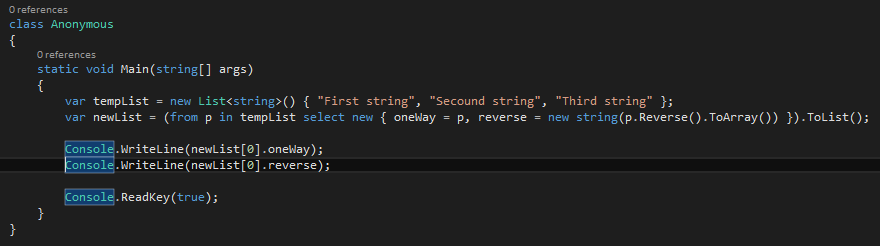 0 references
class Anonymous
{
0 references
static void Main(string[] args)
{
var tempList = new List<string>() { "First string", "Secound string", "Third string" };
var newList = (from p in tempList select new { oneWay = p, reverse = new string(p.Reverse().ToArray()) }).ToList();
Console.WriteLine(newList[0].oneWay);
Console.WriteLine(newList[0].reverse);
Console.ReadKey(true);
}
}